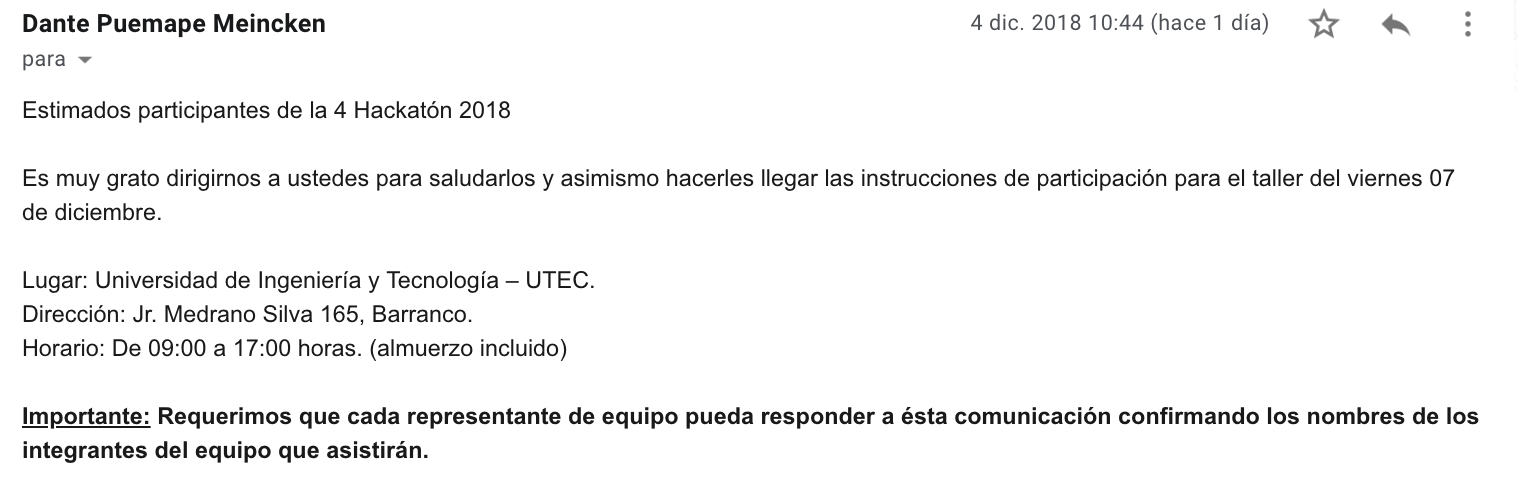 Dante Puemape Meincken
4 dic. 2018 10:44 (hace 1 día)
para
Estimados participantes de la 4 Hackatón 2018
Es muy grato dirigirnos a ustedes para saludarlos y asimismo hacerles llegar las instrucciones de participación para el taller del viernes 07
de diciembre.
Lugar: Universidad de Ingeniería y Tecnología – UTEC.
Dirección: Jr. Medrano Silva 165, Barranco.
Horario: De 09:00 a 17:00 horas. (almuerzo incluido)
Importante: Requerimos que cada representante de equipo pueda responder a ésta comunicación confirmando los nombres de los
integrantes del equipo que asistirán.